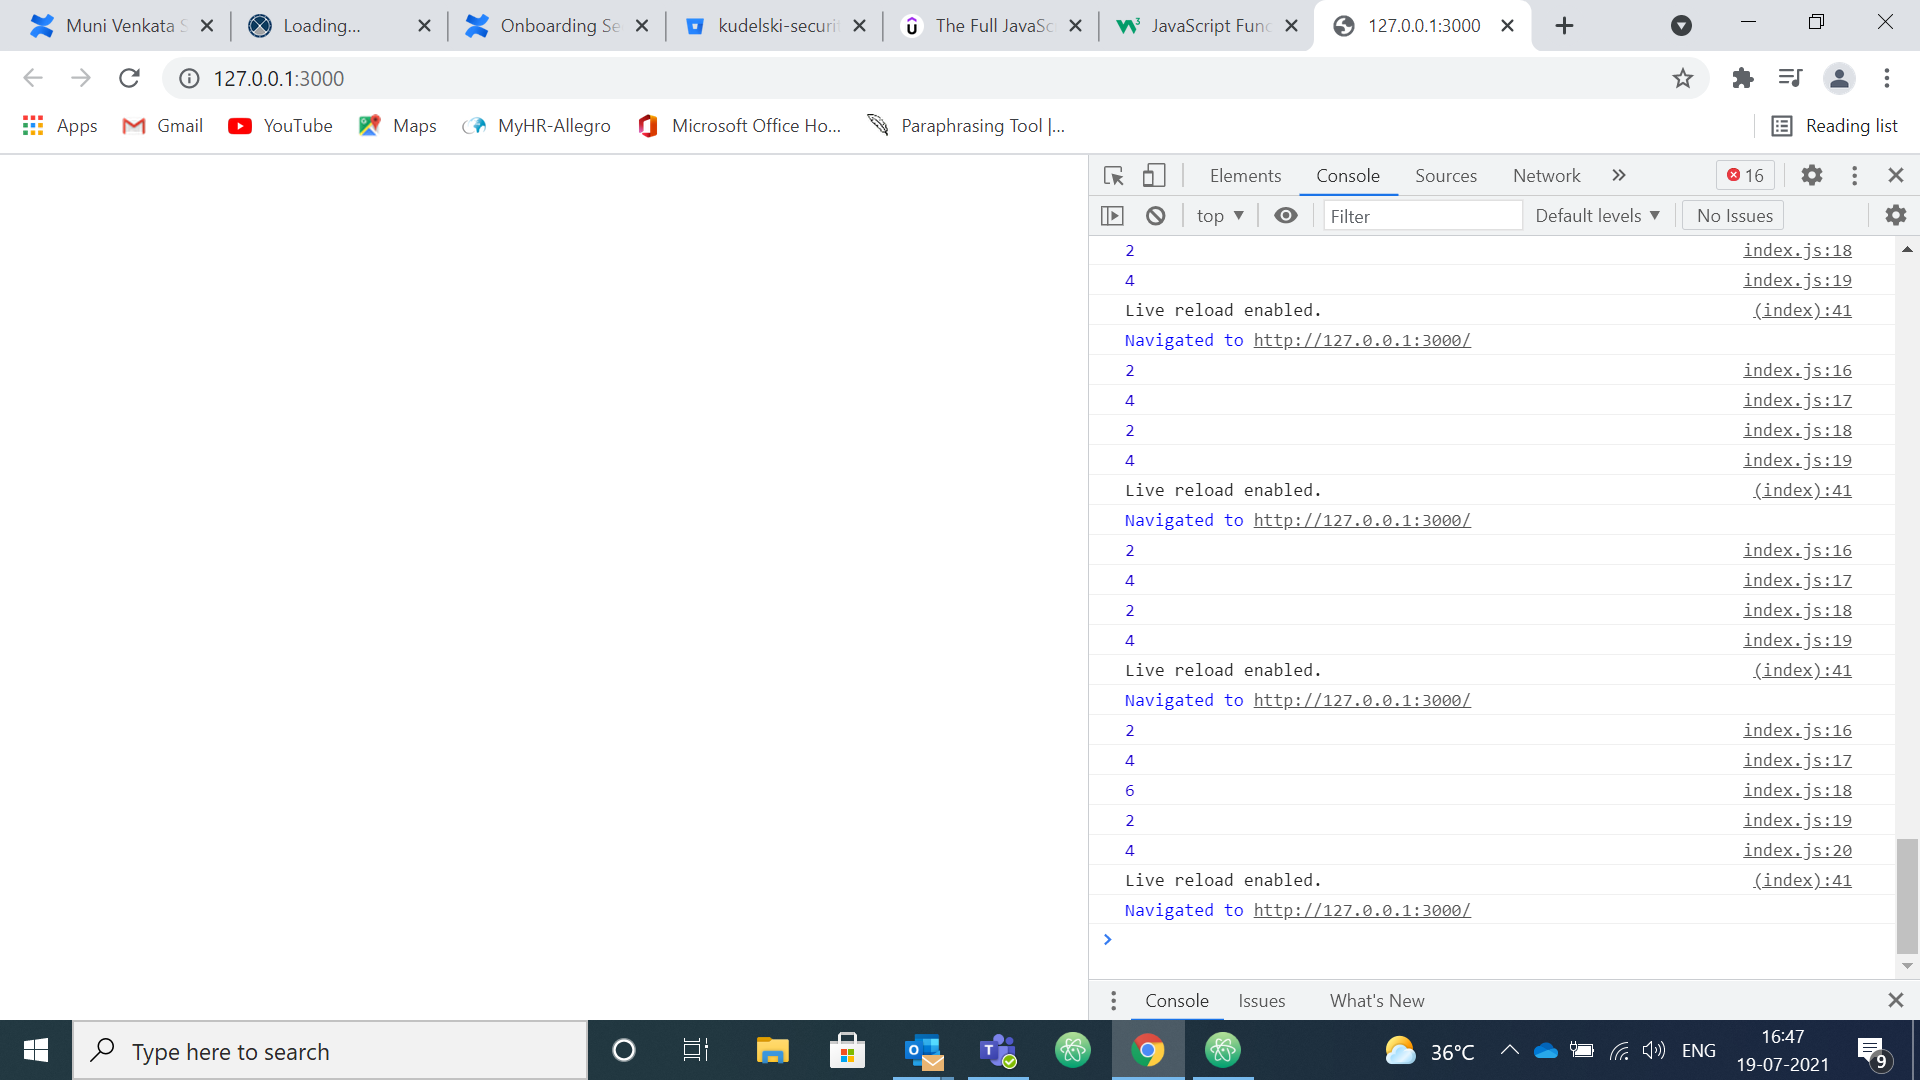 Muni Venkata S
Loading...
Onboarding Se
kudelski-securi
The Full JavaSc
JavaScript Func
127.0.0.1:3000
127.0.0.1:3000
Apps
Gmail
YouTube
Maps
MyHR-Allegro
Microsoft Office Ho...
Paraphrasing Tool |...
Reading list
Elements
Console
Sources
Network
16
top
Filter
Default levels
No Issues
2 index.js:18
4 index.js:19
Live reload enabled. (index):41
Navigated to http://127.0.0.1:3000/
2 index.js:16
4 index.js:17
2 index.js:18
4 index.js:19
Live reload enabled. (index):41
Navigated to http://127.0.0.1:3000/
2 index.js:16
4 index.js:17
2 index.js:18
4 index.js:19
Live reload enabled. (index):41
Navigated to http://127.0.0.1:3000/
2 index.js:16
4 index.js:17
6 index.js:18
2 index.js:19
4 index.js:20
Live reload enabled. (index):41
Navigated to http://127.0.0.1:3000/
Console
Issues
What's New
Type here to search
36°C
ENG
16:47
19-07-2021
9